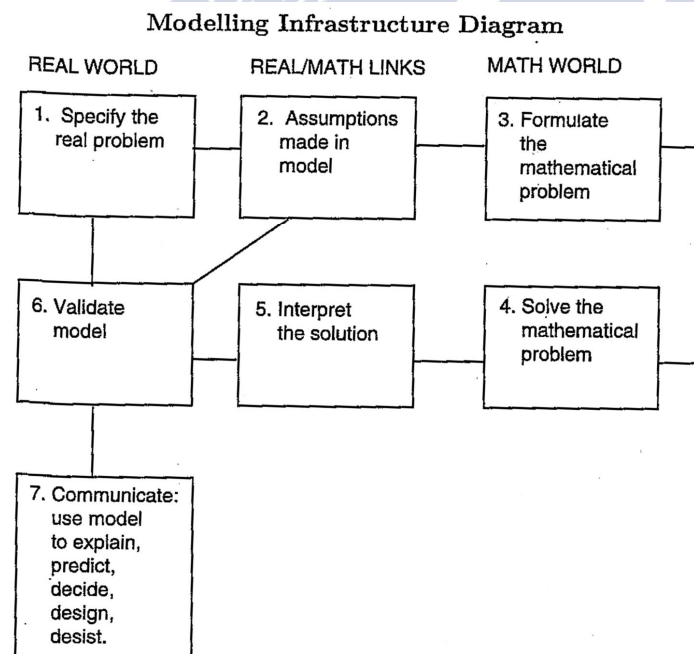 Modelling Infrastructure Diagram
REAL WORLD
REAL/MATH LINKS
MATH WORLD
1. Specify the
real problem
2. Assumptions
made in
model
3. Formulate
the
mathematical
problem
6. Validate
model
5. Interpret
the solution
4. Solve the
mathematical
problem
7. Communicate:
use model
to explain,
predict,
decide,
design,
desist.